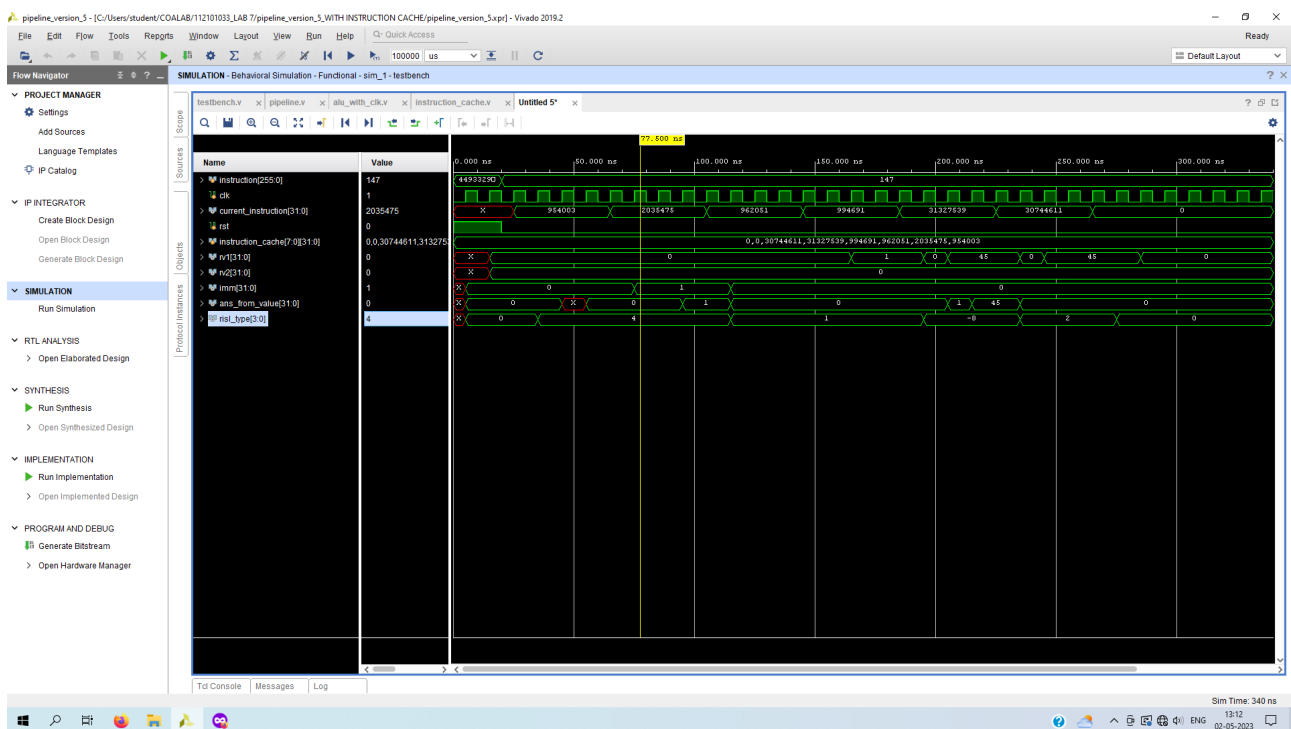 pipeline_version_5 - [C:/Users/student/COALAB/112101033_LAB 7/pipeline_version_5_WITH INSTRUCTION CACHE/pipeline_version_5.xpr] - Vivado 2019.2
File Edit Flow Tools Reports Window Layout View Run Help Q- Quick Access Ready
100000 us Default Layout
Flow Navigator SIMULATION - Behavioral Simulation - Functional - sim_1 - testbench
PROJECT MANAGER
Settings
Add Sources
Language Templates
IP Catalog
IP INTEGRATOR
Create Block Design
Open Block Design
Generate Block Design
SIMULATION
Run Simulation
RTL ANALYSIS
Open Elaborated Design
SYNTHESIS
Run Synthesis
Open Synthesized Design
IMPLEMENTATION
Run Implementation
Open Implemented Design
PROGRAM AND DEBUG
Generate Bitstream
Open Hardware Manager
Scope
Sources
Objects
Protocol Instances
testbench.v pipeline.v alu_with_clk.v instruction_cache.v Untitled 5*
77.500 ns
Name Value 0.000 ns 50.000 ns 100.000 ns 150.000 ns 200.000 ns 250.000 ns 300.000 ns
instruction[255:0] 147 147
clk 1
current_instruction[31:0] 2035475 X 954003 2035475 962051 994691 31327539 30744611 0
rst 0
instruction_cache[7:0][31:0] 0,0,30744611,313275 0,0,30744611,31327539,994691,962051,2035475,954003
rv1[31:0] 0 X 0 1 0 45 0 45 0
rv2[31:0] 0 X 0
imm[31:0] 1 X 0 1 0
ans_from_value[31:0] 0 X 0 X 0 1 0 1 45 0
risl_type[3:0] 4 X 0 4 1 -8 2 0
Tcl Console Messages Log
Sim Time: 340 ns
ENG 13:12
02-05-2023